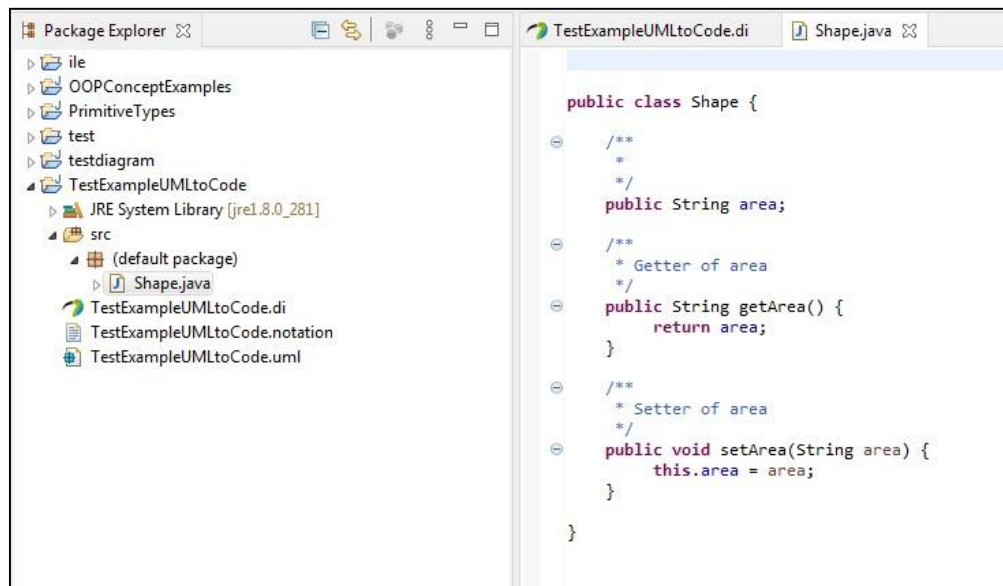 Package Explorer
ile
OOPConceptExamples
PrimitiveTypes
test
testdiagram
TestExampleUMLtoCode
JRE System Library [jre1.8.0_281]
src
(default package)
Shape.java
TestExampleUMLtoCode.di
TestExampleUMLtoCode.notation
TestExampleUMLtoCode.uml
TestExampleUMLtoCode.di
Shape.java
public class Shape {
/**
*
*/
public String area;
/**
* Getter of area
*/
public String getArea() {
return area;
}
/**
* Setter of area
*/
public void setArea(String area) {
this.area = area;
}
}